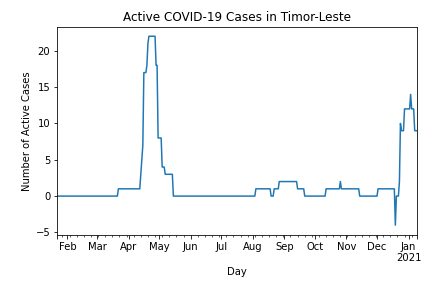 Active COVID-19 Cases in Timor-Leste
Number of Active Cases
20
15
10
5
0
−5
Feb Mar Apr May Jun Jul Aug Sep Oct Nov Dec Jan
2021
Day